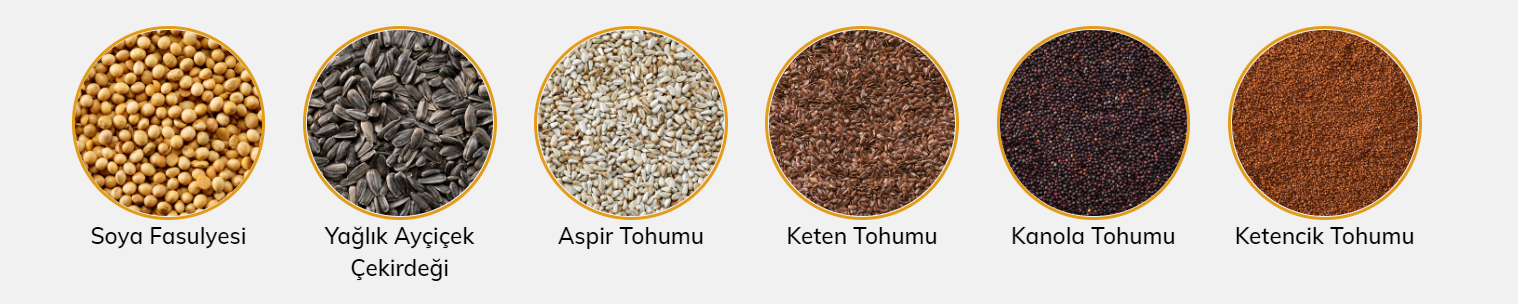 Soya Fasulyesi
Yağlık Ayçiçek
Çekirdeği
Aspir Tohumu
Keten Tohumu
Kanola Tohumu
Ketencik Tohumu